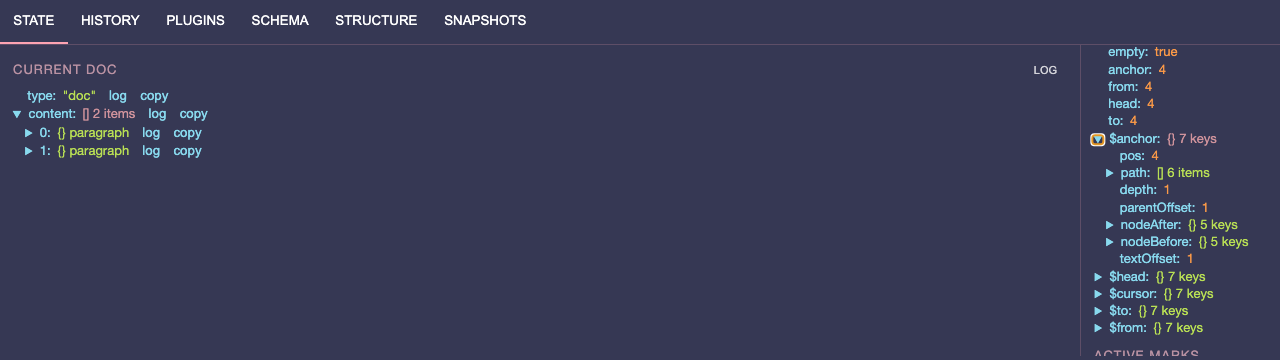 STATE HISTORY PLUGINS SCHEMA STRUCTURE SNAPSHOTS
CURRENT DOC LOG
type: "doc" log copy
content: [] 2 items log copy
0: {} paragraph log copy
1: {} paragraph log copy
empty: true
anchor: 4
from: 4
head: 4
to: 4
$anchor: {} 7 keys
pos: 4
path: [] 6 items
depth: 1
parentOffset: 1
nodeAfter: {} 5 keys
nodeBefore: {} 5 keys
textOffset: 1
$head: {} 7 keys
$cursor: {} 7 keys
$to: {} 7 keys
$from: {} 7 keys
ACTIVE MARKS